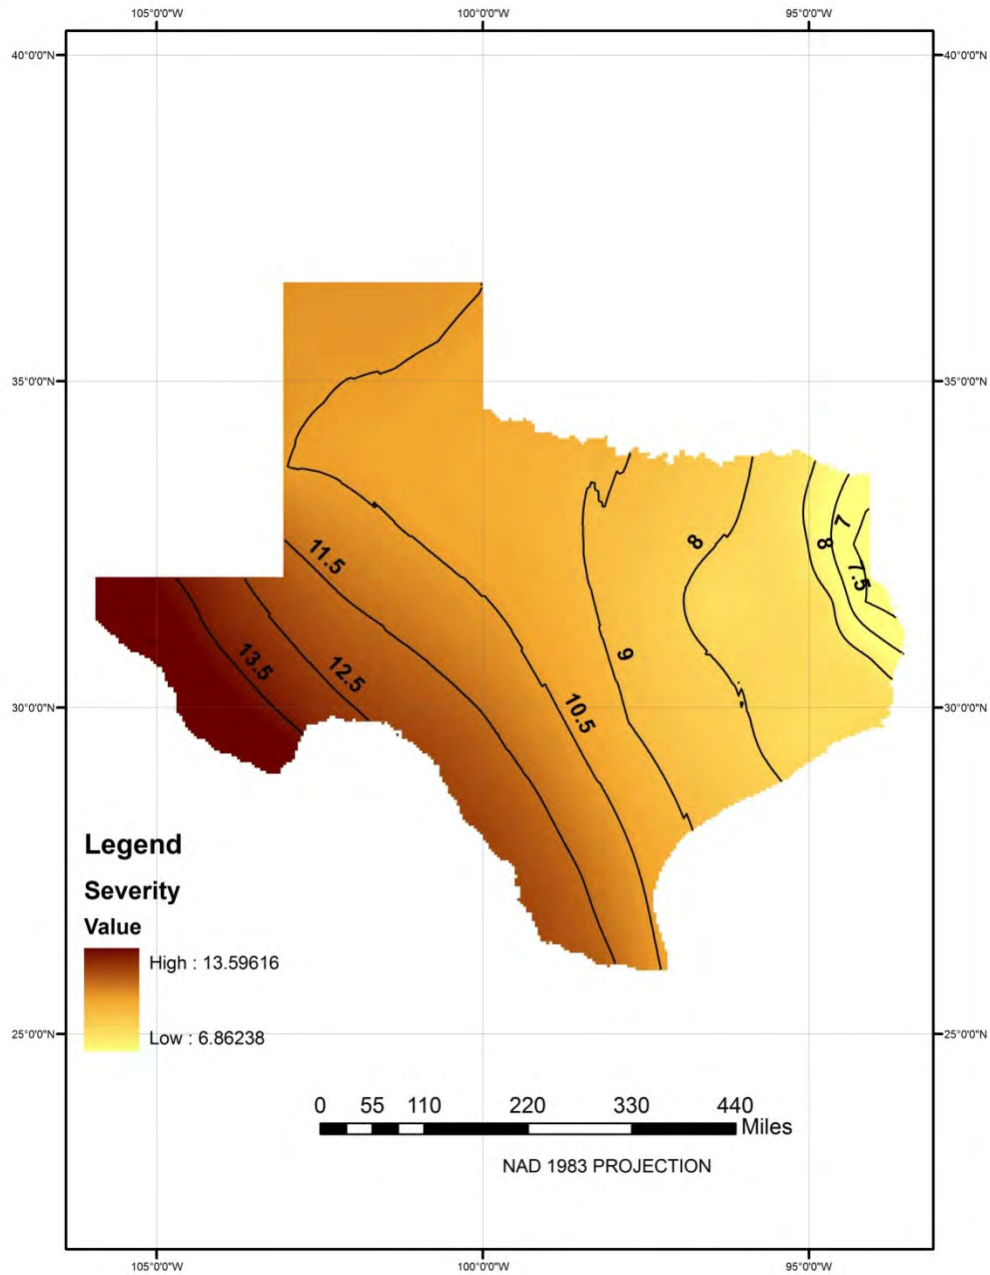 105°0'0"W 100°0'0"W 95°0'0"W
40°0'0"N 40°0'0"N
35°0'0"N 35°0'0"N
7
8
8
11.5
7.5
9
13.5
12.5
10.5
30°0'0"N 30°0'0"N
Legend
Severity
Value
High : 13.59616
Low : 6.86238
25°0'0"N 25°0'0"N
0 55 110 220 330 440
Miles
NAD 1983 PROJECTION
105°0'0"W 100°0'0"W 95°0'0"W